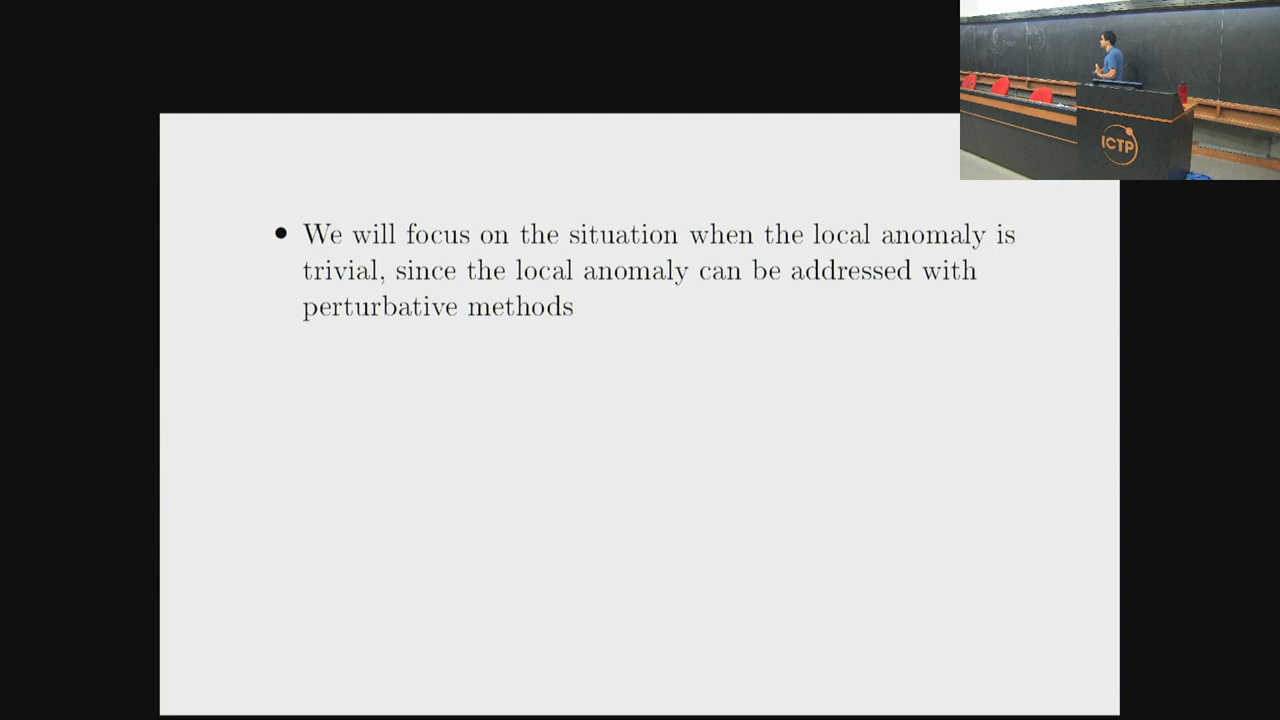 • We will focus on the situation when the local anomaly is
trivial, since the local anomaly can be addressed with
perturbative methods
ICTP